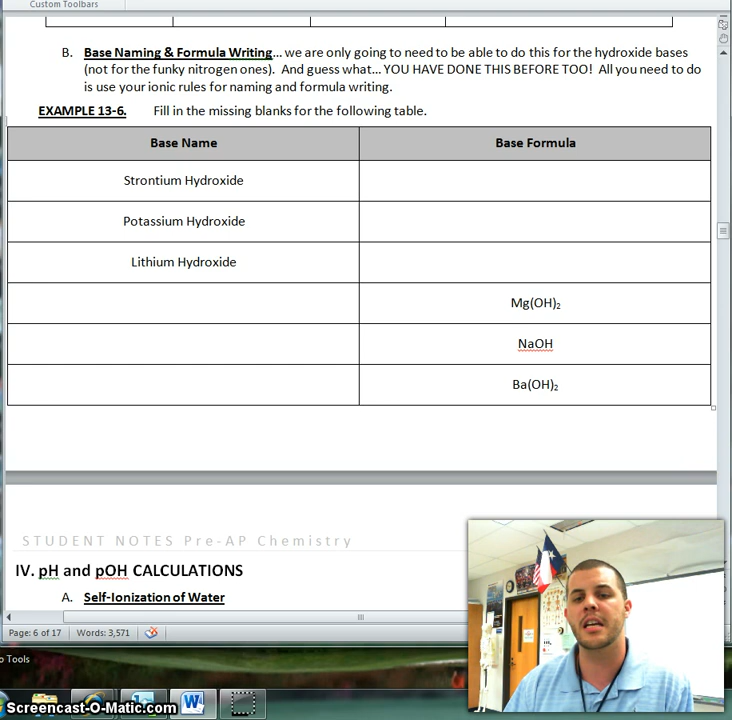 Custom Toolbars
B. Base Naming & Formula Writing... we are only going to need to be able to do this for the hydroxide bases
(not for the funky nitrogen ones). And guess what... YOU HAVE DONE THIS BEFORE TOO! All you need to do
is use your ionic rules for naming and formula writing.
EXAMPLE 13-6. Fill in the missing blanks for the following table.
Base Name Base Formula
Strontium Hydroxide
Potassium Hydroxide
Lithium Hydroxide
Mg(OH)₂
NaOH
Ba(OH)₂
STUDENT NOTES Pre-AP Chemistry
IV. pH and pOH CALCULATIONS
A. Self-Ionization of Water
Page: 6 of 17 Words: 3,571
o Tools
Screencast-O-Matic.com